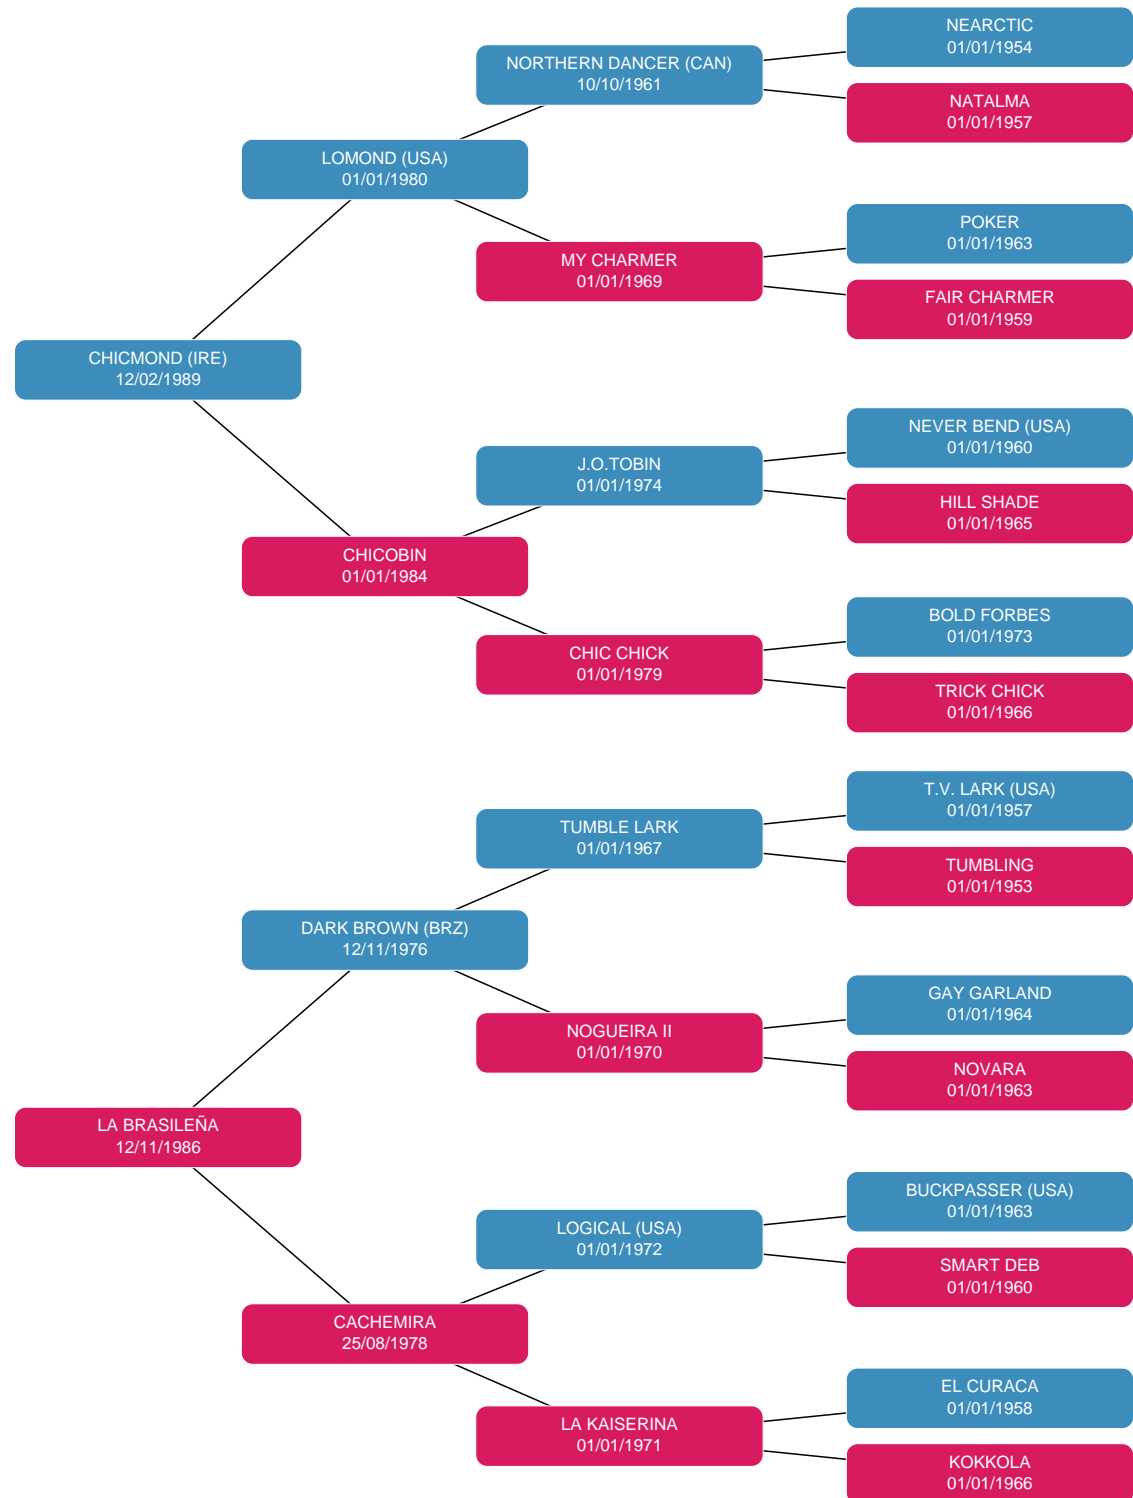 NEARCTIC
01/01/1954
NORTHERN DANCER (CAN)
10/10/1961
NATALMA
01/01/1957
LOMOND (USA)
01/01/1980
POKER
01/01/1963
MY CHARMER
01/01/1969
FAIR CHARMER
01/01/1959
CHICMOND (IRE)
12/02/1989
NEVER BEND (USA)
01/01/1960
J.O.TOBIN
01/01/1974
HILL SHADE
01/01/1965
CHICOBIN
01/01/1984
BOLD FORBES
01/01/1973
CHIC CHICK
01/01/1979
TRICK CHICK
01/01/1966
T.V. LARK (USA)
01/01/1957
TUMBLE LARK
01/01/1967
TUMBLING
01/01/1953
DARK BROWN (BRZ)
12/11/1976
GAY GARLAND
01/01/1964
NOGUEIRA II
01/01/1970
NOVARA
01/01/1963
LA BRASILEÑA
12/11/1986
BUCKPASSER (USA)
01/01/1963
LOGICAL (USA)
01/01/1972
SMART DEB
01/01/1960
CACHEMIRA
25/08/1978
EL CURACA
01/01/1958
LA KAISERINA
01/01/1971
KOKKOLA
01/01/1966